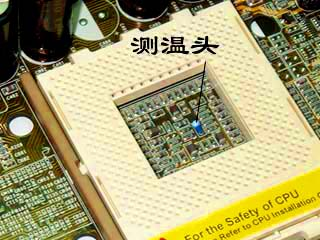 测温头
For the Safety of CPU
Refer to CPU Installation